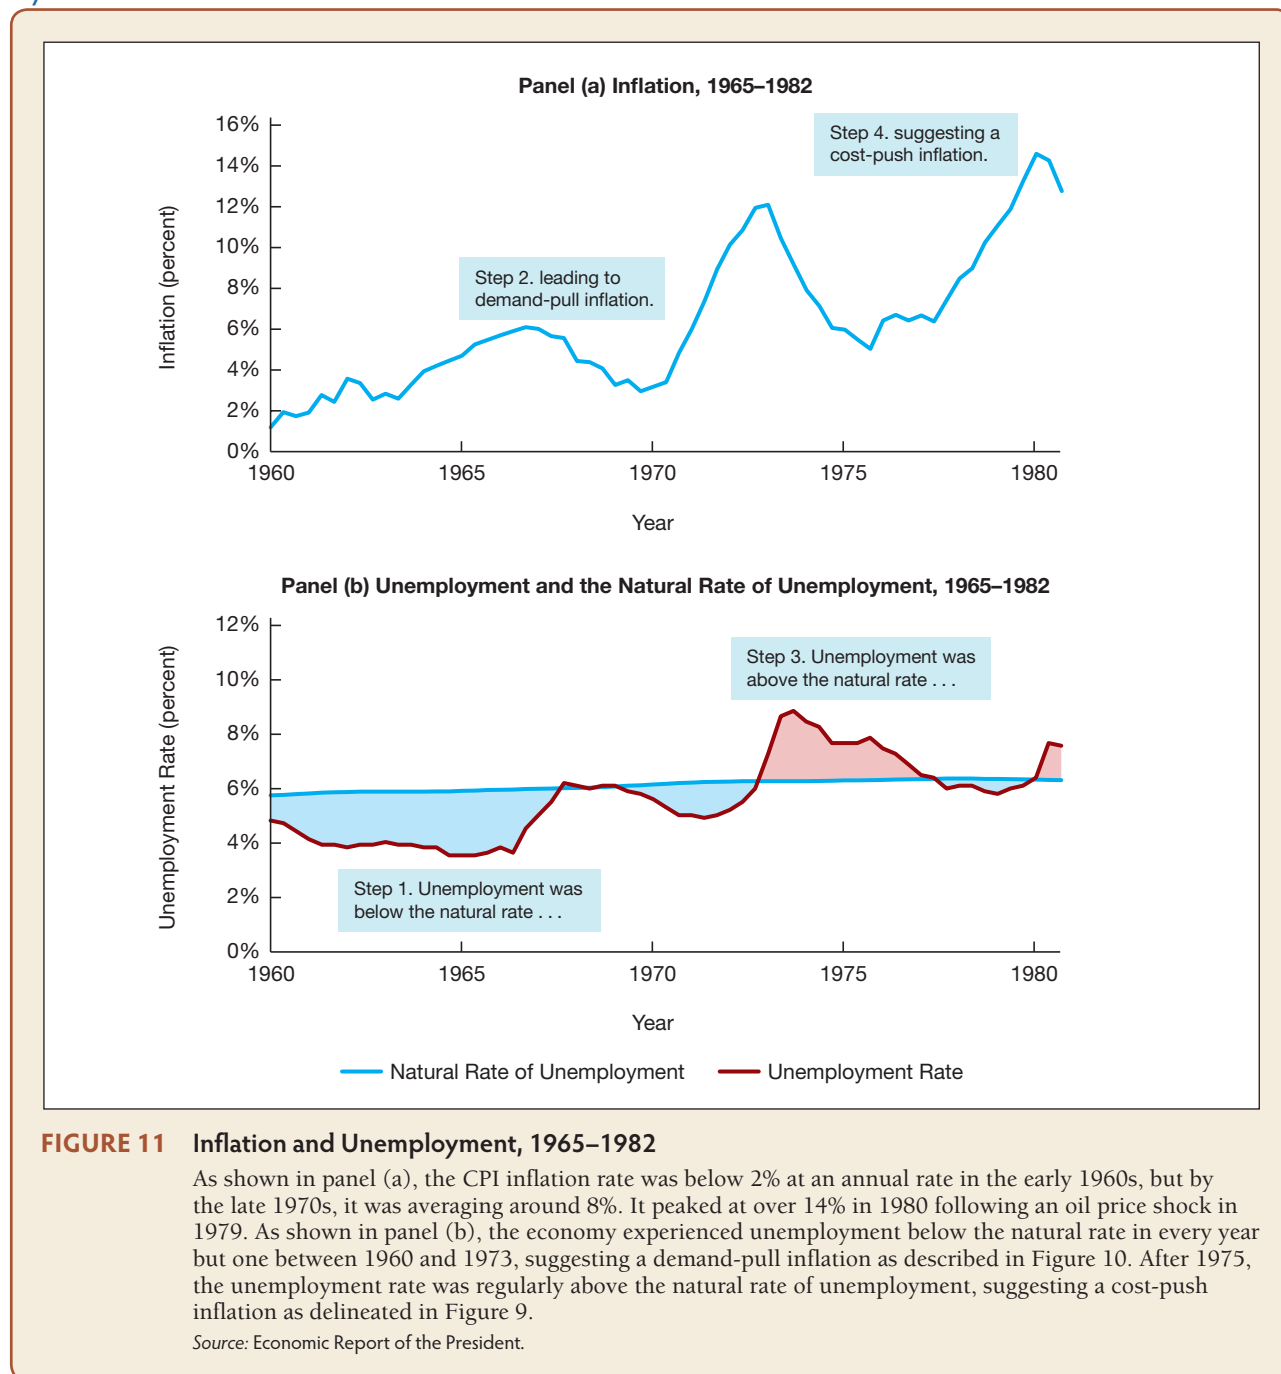 Panel (a) Inflation, 1965–1982
16%
14%
12%
10%
8%
6%
4%
2%
0%
Inflation (percent)
Step 4. suggesting a
cost-push inflation.
Step 2. leading to
demand-pull inflation.
1960 1965 1970 1975 1980
Year
Panel (b) Unemployment and the Natural Rate of Unemployment, 1965–1982
12%
10%
8%
6%
4%
2%
0%
Unemployment Rate (percent)
Step 3. Unemployment was
above the natural rate . . .
Step 1. Unemployment was
below the natural rate . . .
1960 1965 1970 1975 1980
Year
Natural Rate of Unemployment Unemployment Rate
FIGURE 11 Inflation and Unemployment, 1965–1982
As shown in panel (a), the CPI inflation rate was below 2% at an annual rate in the early 1960s, but by
the late 1970s, it was averaging around 8%. It peaked at over 14% in 1980 following an oil price shock in
1979. As shown in panel (b), the economy experienced unemployment below the natural rate in every year
but one between 1960 and 1973, suggesting a demand-pull inflation as described in Figure 10. After 1975,
the unemployment rate was regularly above the natural rate of unemployment, suggesting a cost-push
inflation as delineated in Figure 9.
Source: Economic Report of the President.